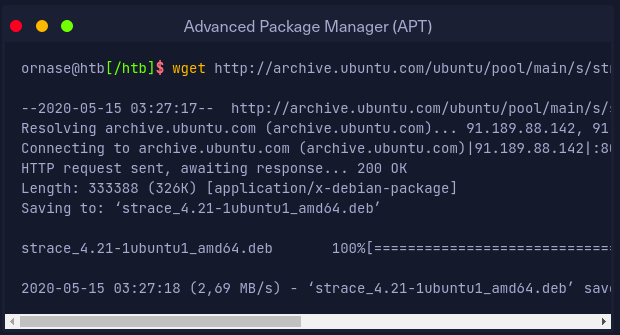 Advanced Package Manager (APT)
ornase@htb[/htb]$ wget http://archive.ubuntu.com/ubuntu/pool/main/s/str
--2020-05-15 03:27:17--  http://archive.ubuntu.com/ubuntu/pool/main/s/s
Resolving archive.ubuntu.com (archive.ubuntu.com)... 91.189.88.142, 91
Connecting to archive.ubuntu.com (archive.ubuntu.com)|91.189.88.142|:80
HTTP request sent, awaiting response... 200 OK
Length: 333388 (326K) [application/x-debian-package]
Saving to: ‘strace_4.21-1ubuntu1_amd64.deb’
strace_4.21-1ubuntu1_amd64.deb       100%[=============================
2020-05-15 03:27:18 (2,69 MB/s) - ‘strace_4.21-1ubuntu1_amd64.deb’ save